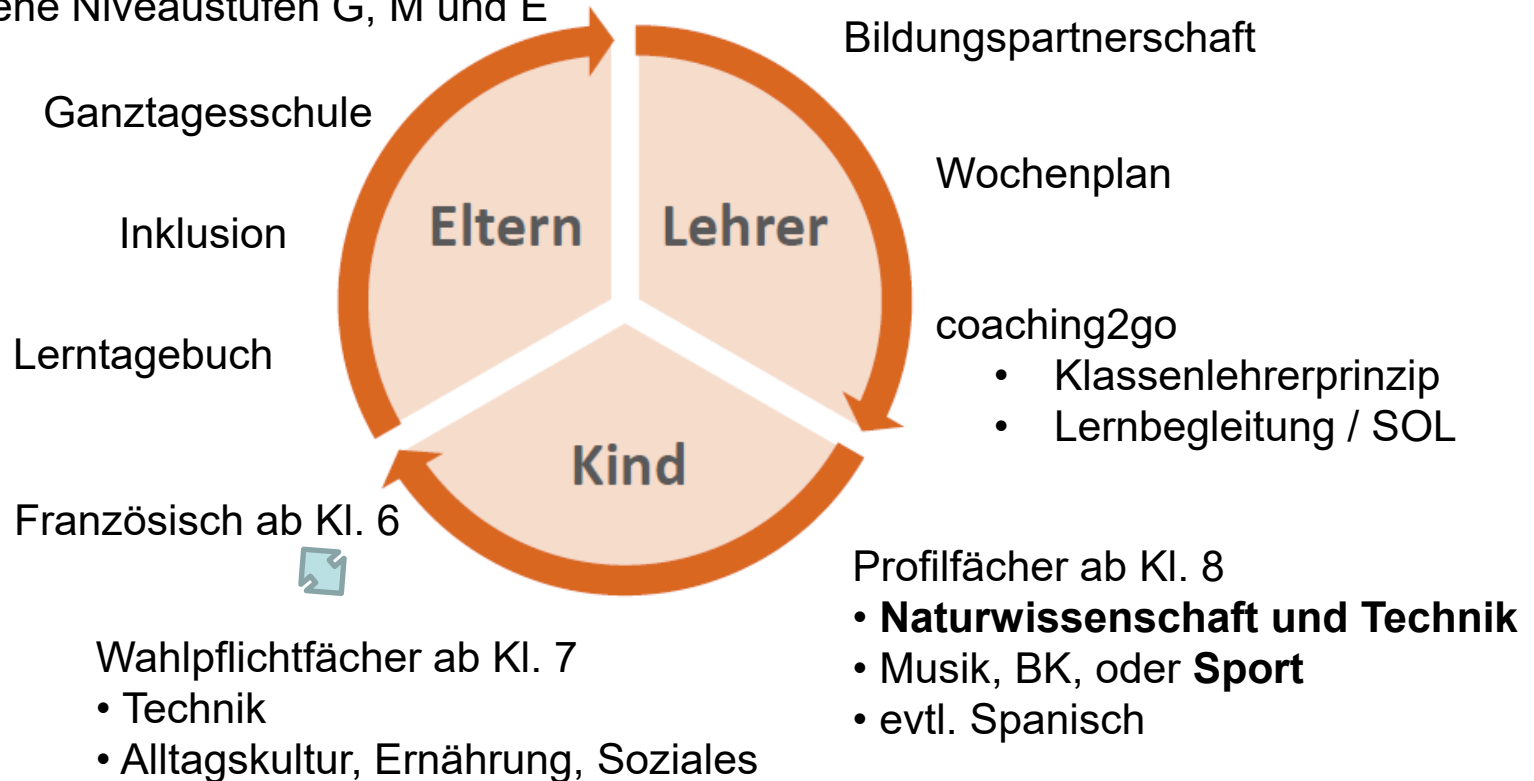 Niveaustufen G, M und E
Ganztagesschule
Inklusion
Lerntagebuch
Französisch ab Kl. 6
Wahlpflichtfächer ab Kl. 7
• Technik
• Alltagskultur, Ernährung, Soziales
Eltern
Lehrer
Kind
Bildungspartnerschaft
Wochenplan
coaching2go
• Klassenlehrerprinzip
• Lernbegleitung / SOL
Profilfächer ab Kl. 8
• Naturwissenschaft und Technik
• Musik, BK, oder Sport
• evtl. Spanisch